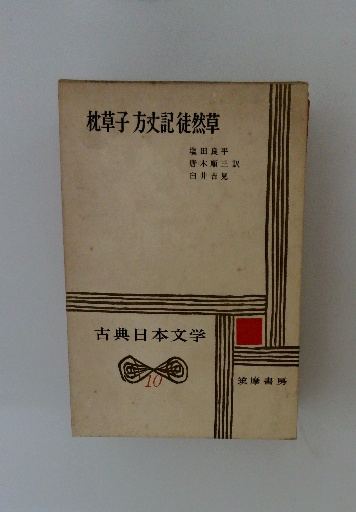 枕草子 方丈記 徒然草
塩田良平
唐木順三訳
臼井吉見
古典日本文学
10
筑摩書房